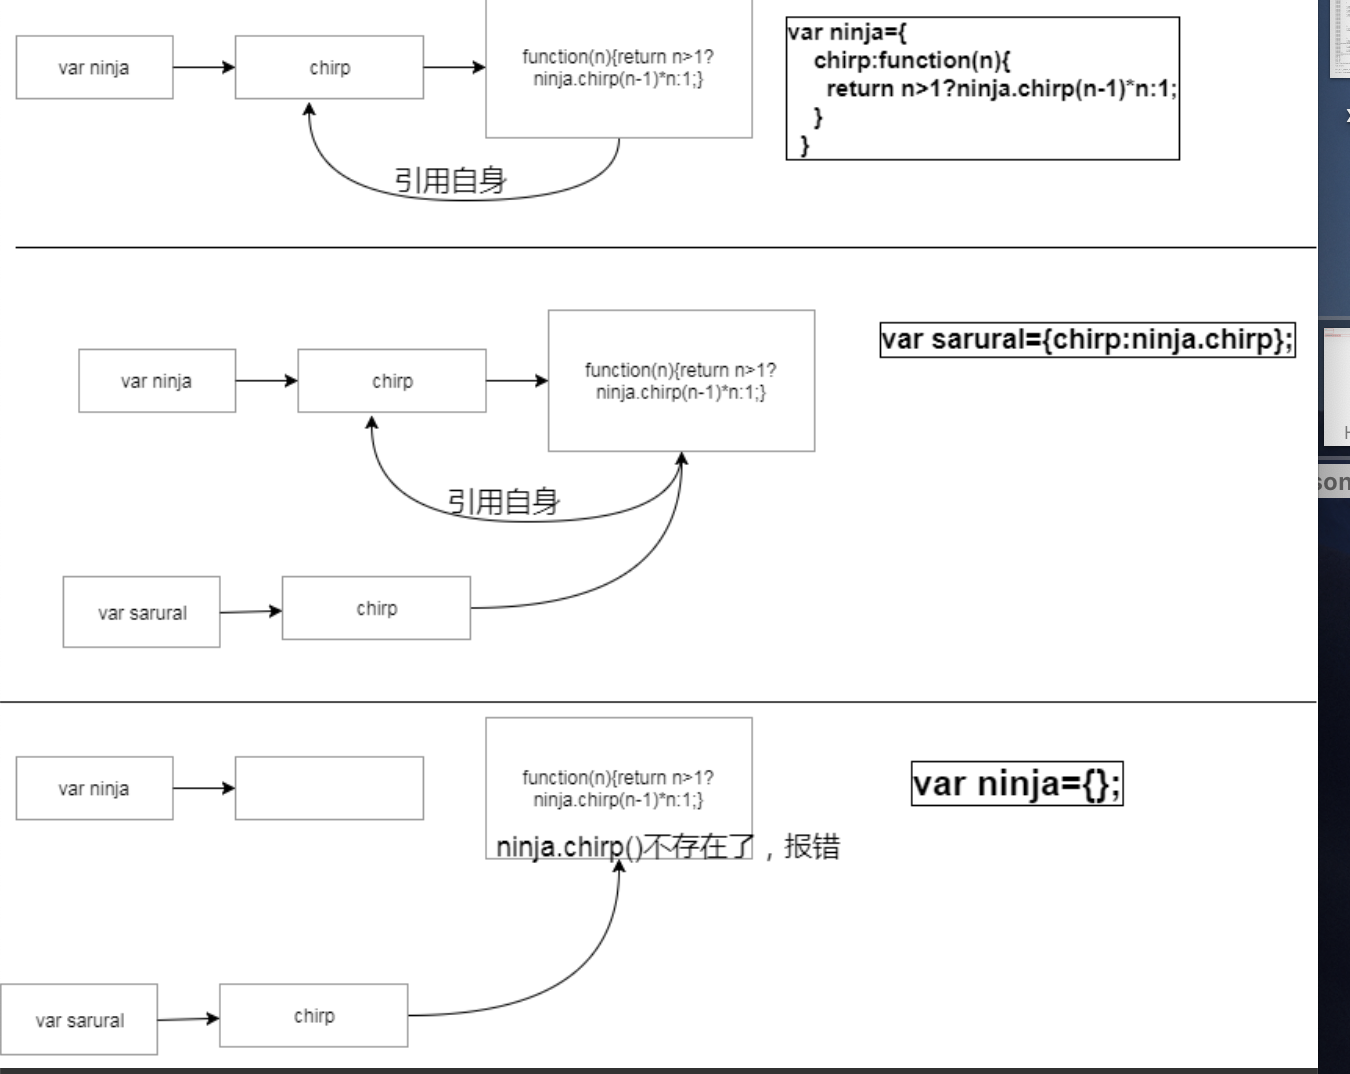 var ninja
chirp
function(n){return n>1?
ninja.chirp(n-1)*n:1;}
引用自身
var ninja={
chirp:function(n){
return n>1?ninja.chirp(n-1)*n:1;
}
}
var ninja
chirp
function(n){return n>1?
ninja.chirp(n-1)*n:1;}
引用自身
var sarural
chirp
var sarural={chirp:ninja.chirp};
var ninja
function(n){return n>1?
ninja.chirp(n-1)*n:1;}
ninja.chirp()不存在了，报错
var sarural
chirp
var ninja={};
son